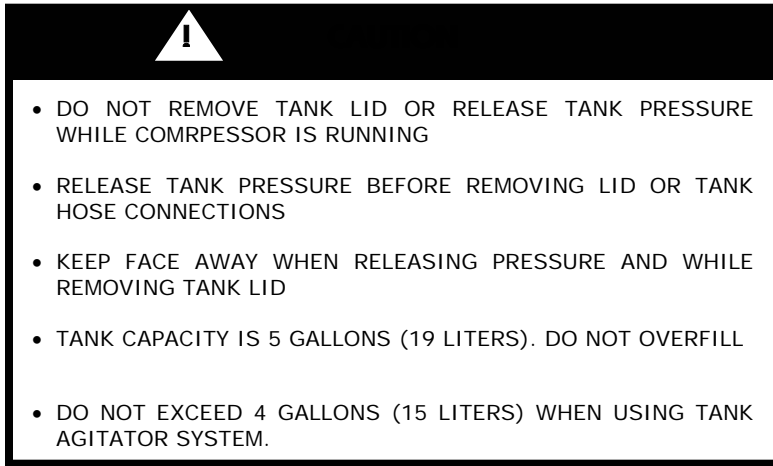 !
• DO NOT REMOVE TANK LID OR RELEASE TANK PRESSURE
WHILE COMRPESSOR IS RUNNING
• RELEASE TANK PRESSURE BEFORE REMOVING LID OR TANK
HOSE CONNECTIONS
• KEEP FACE AWAY WHEN RELEASING PRESSURE AND WHILE
REMOVING TANK LID
• TANK CAPACITY IS 5 GALLONS (19 LITERS). DO NOT OVERFILL
• DO NOT EXCEED 4 GALLONS (15 LITERS) WHEN USING TANK
AGITATOR SYSTEM.